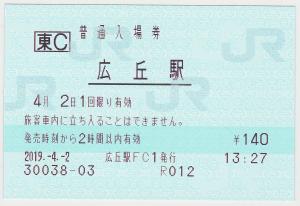 東C 普通入場券
広丘駅
4月 2日1回限り有効
旅客車内に立ち入ることはできません。
発売時刻から2時間以内有効 ¥140
2019.-4.-2 広丘駅FC1発行 13:27
30038-03 R012